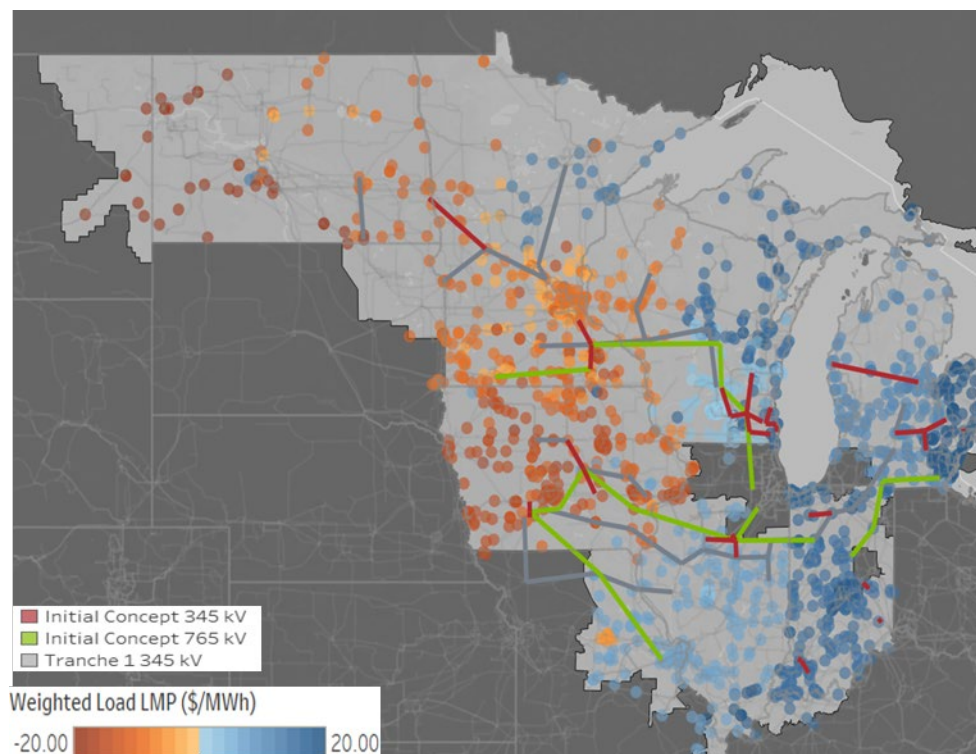 Initial Concept 345 kV
Initial Concept 765 kV
Tranche 1 345 kV
Weighted Load LMP ($/MWh)
-20.00 20.00